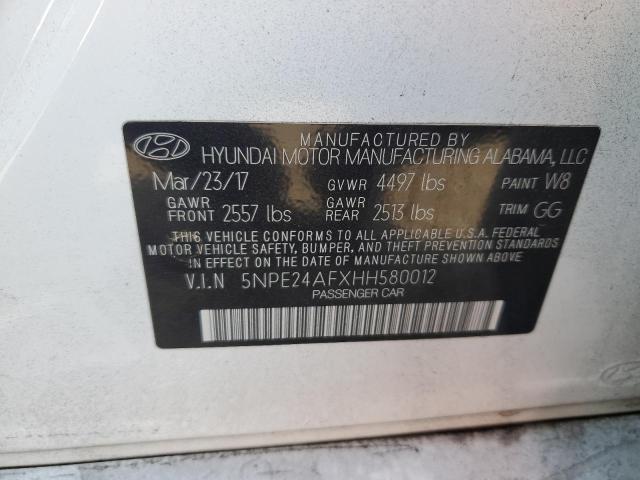 MANUFACTURED BY
HYUNDAI MOTOR MANUFACTURING ALABAMA, LLC
Mar/23/17 GVWR 4497 lbs PAINT W8
GAWR FRONT 2557 lbs GAWR REAR 2513 lbs TRIM GG
THIS VEHICLE CONFORMS TO ALL APPLICABLE U.S.A. FEDERAL
MOTOR VEHICLE SAFETY, BUMPER, AND THEFT PREVENTION STANDARDS
IN EFFECT ON THE DATE OF MANUFACTURE SHOWN ABOVE.
V.I.N 5NPE24AFXHH580012
PASSENGER CAR